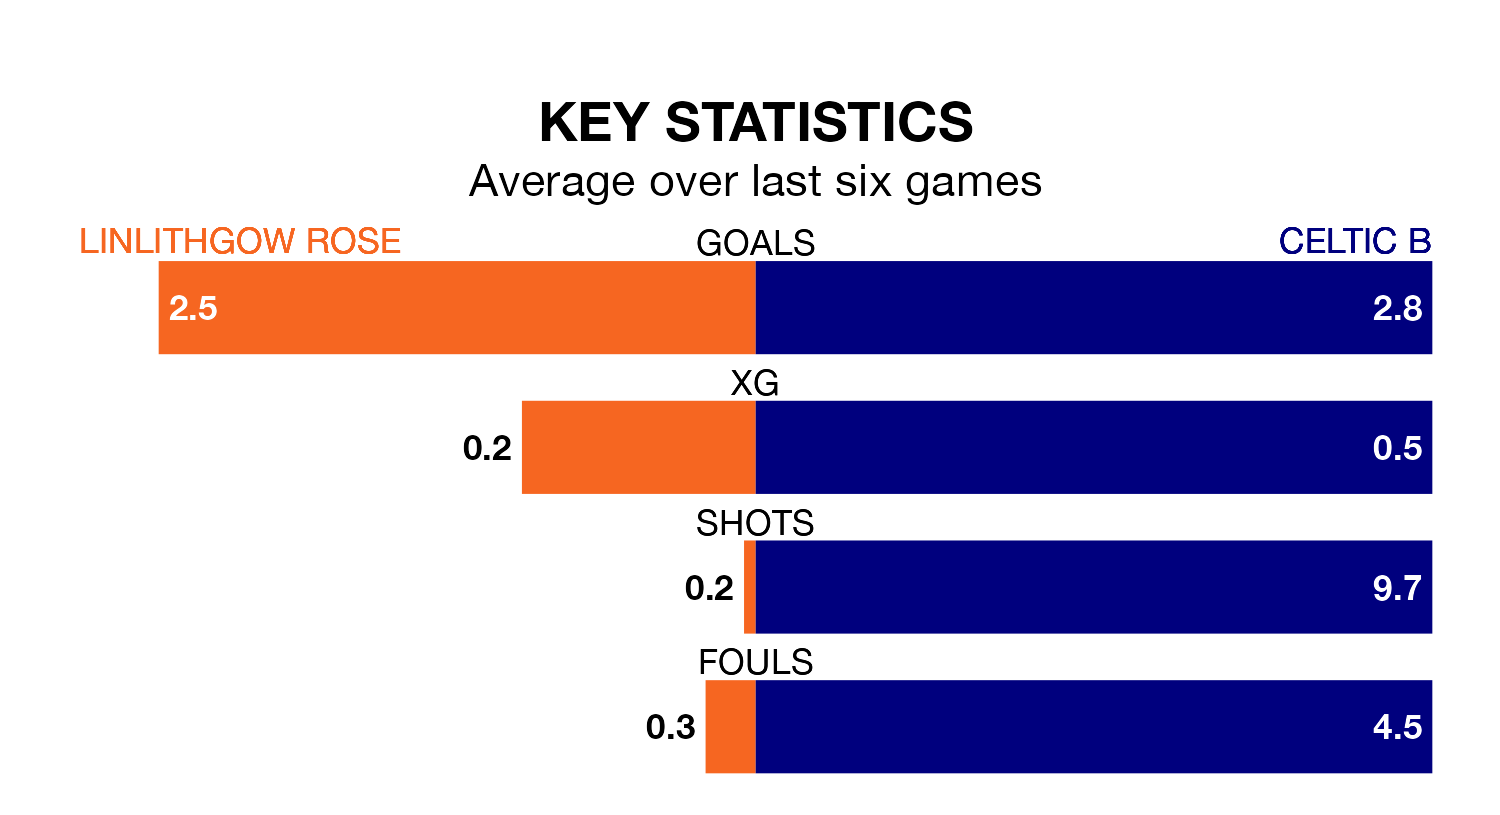 KEY STATISTICS
Average over last six games
LINLITHGOW ROSE GOALS CELTIC B
2.5 2.8
XG
0.2 0.5
SHOTS
0.2 9.7
FOULS
0.3 4.5